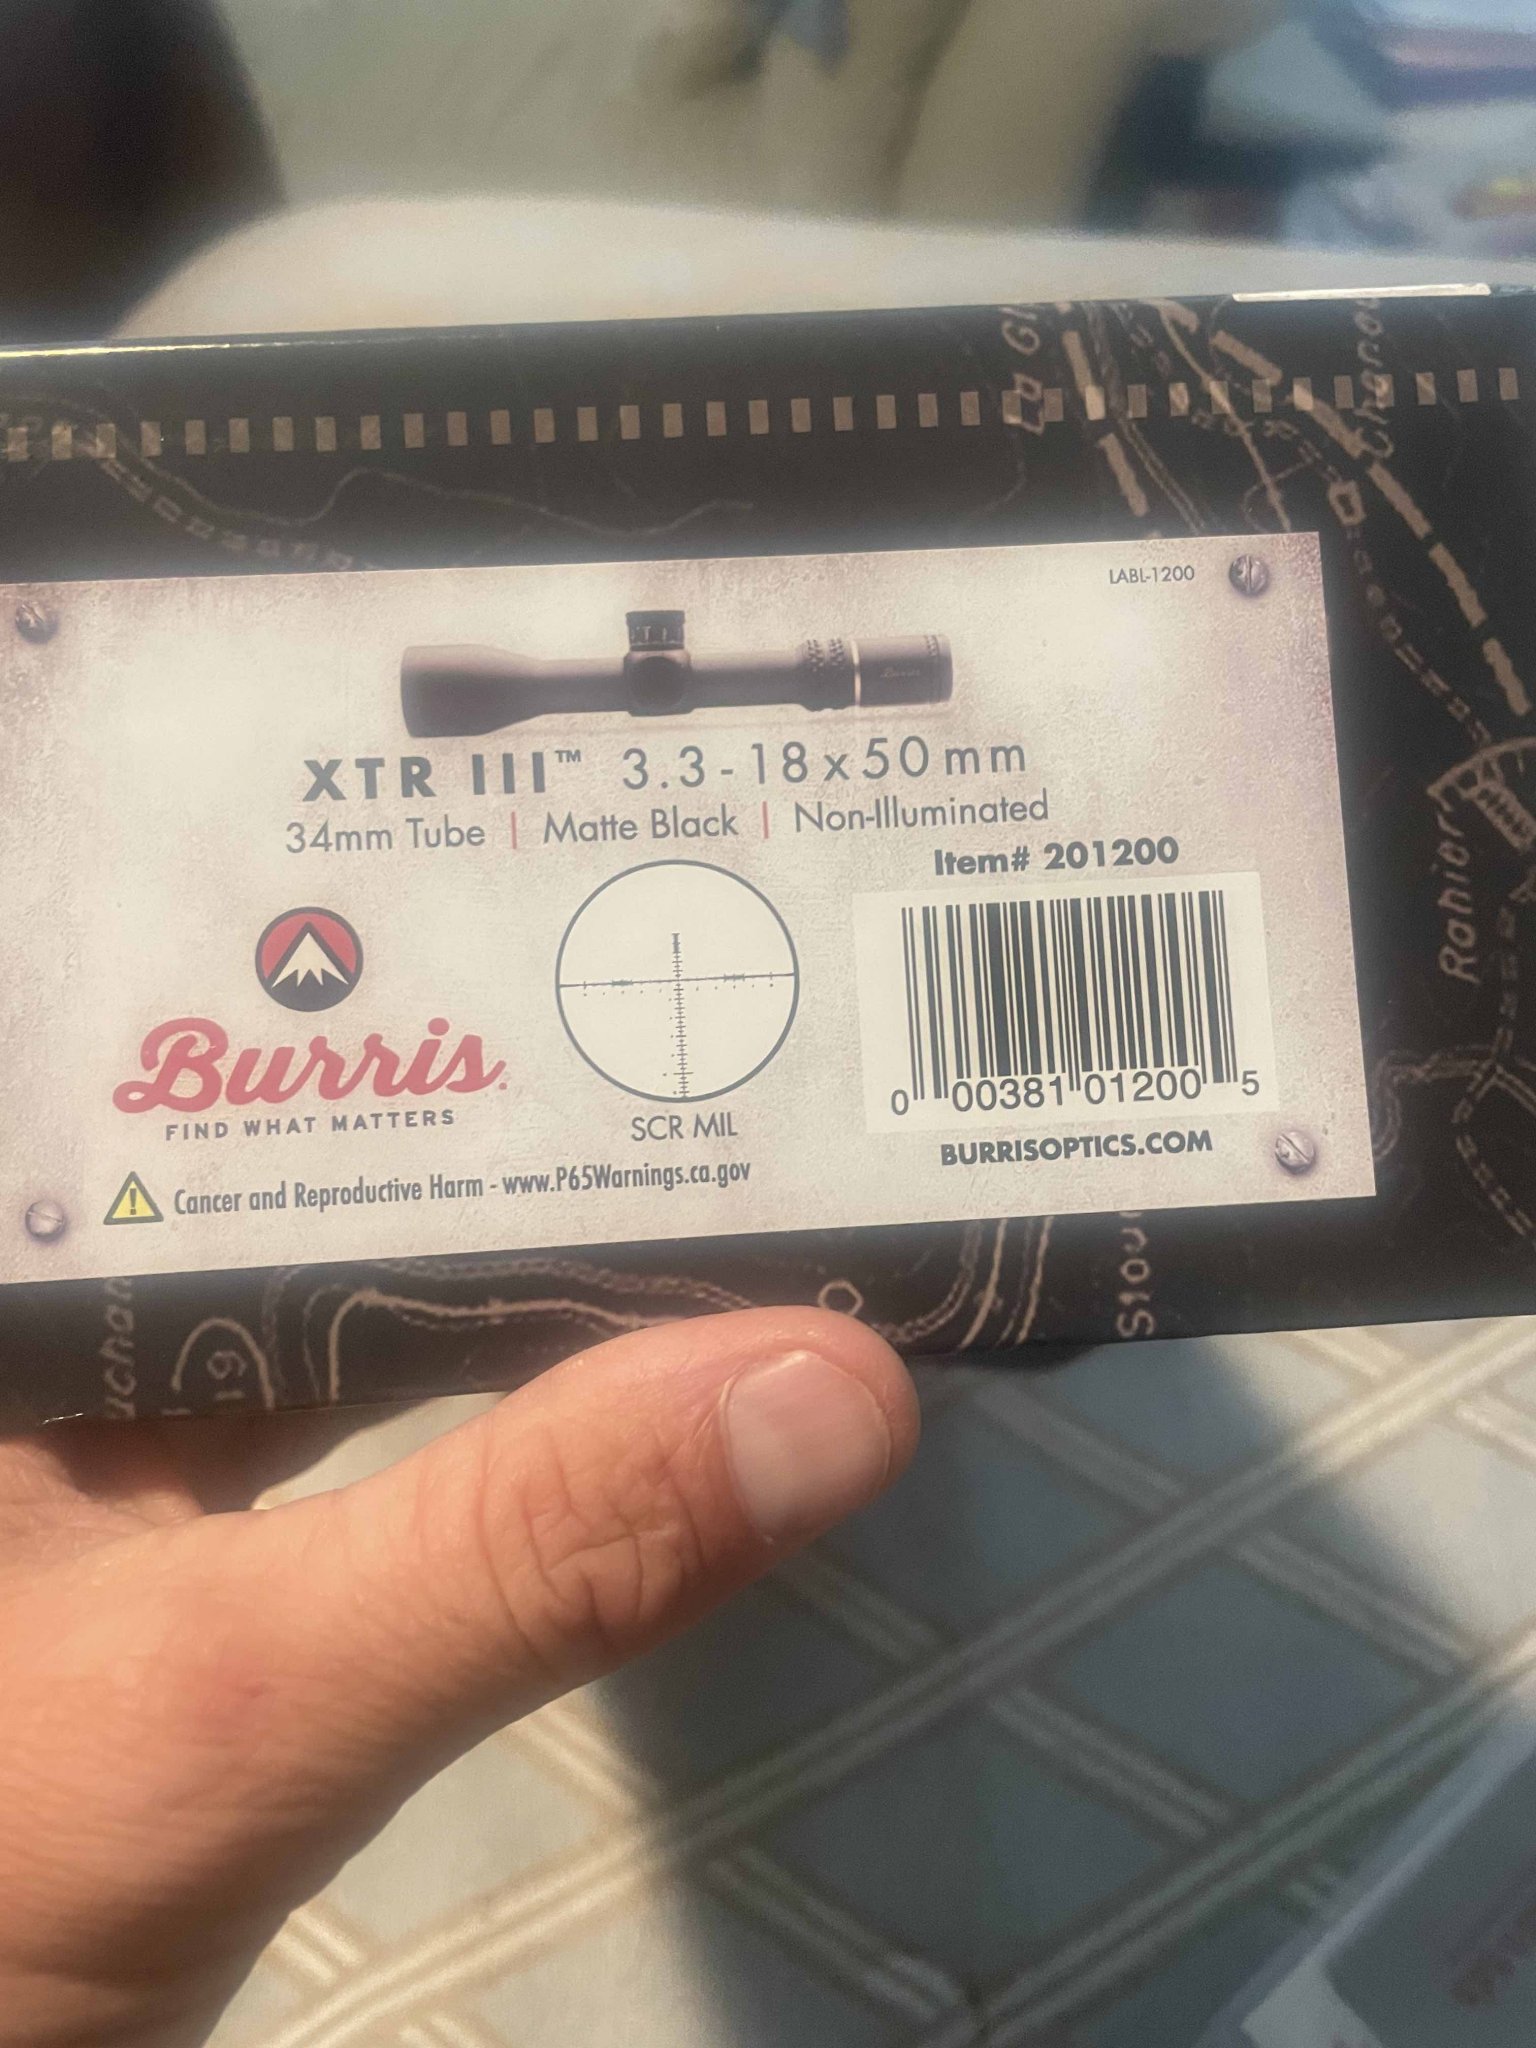 LABL-1200
XTR III™ 3.3-18x50mm
34mm Tube | Matte Black | Non-Illuminated
Item# 201200
Burris®
FIND WHAT MATTERS
SCR MIL
0 00381 01200 5
BURRISOPTICS.COM
Cancer and Reproductive Harm - www.P65Warnings.ca.gov
19